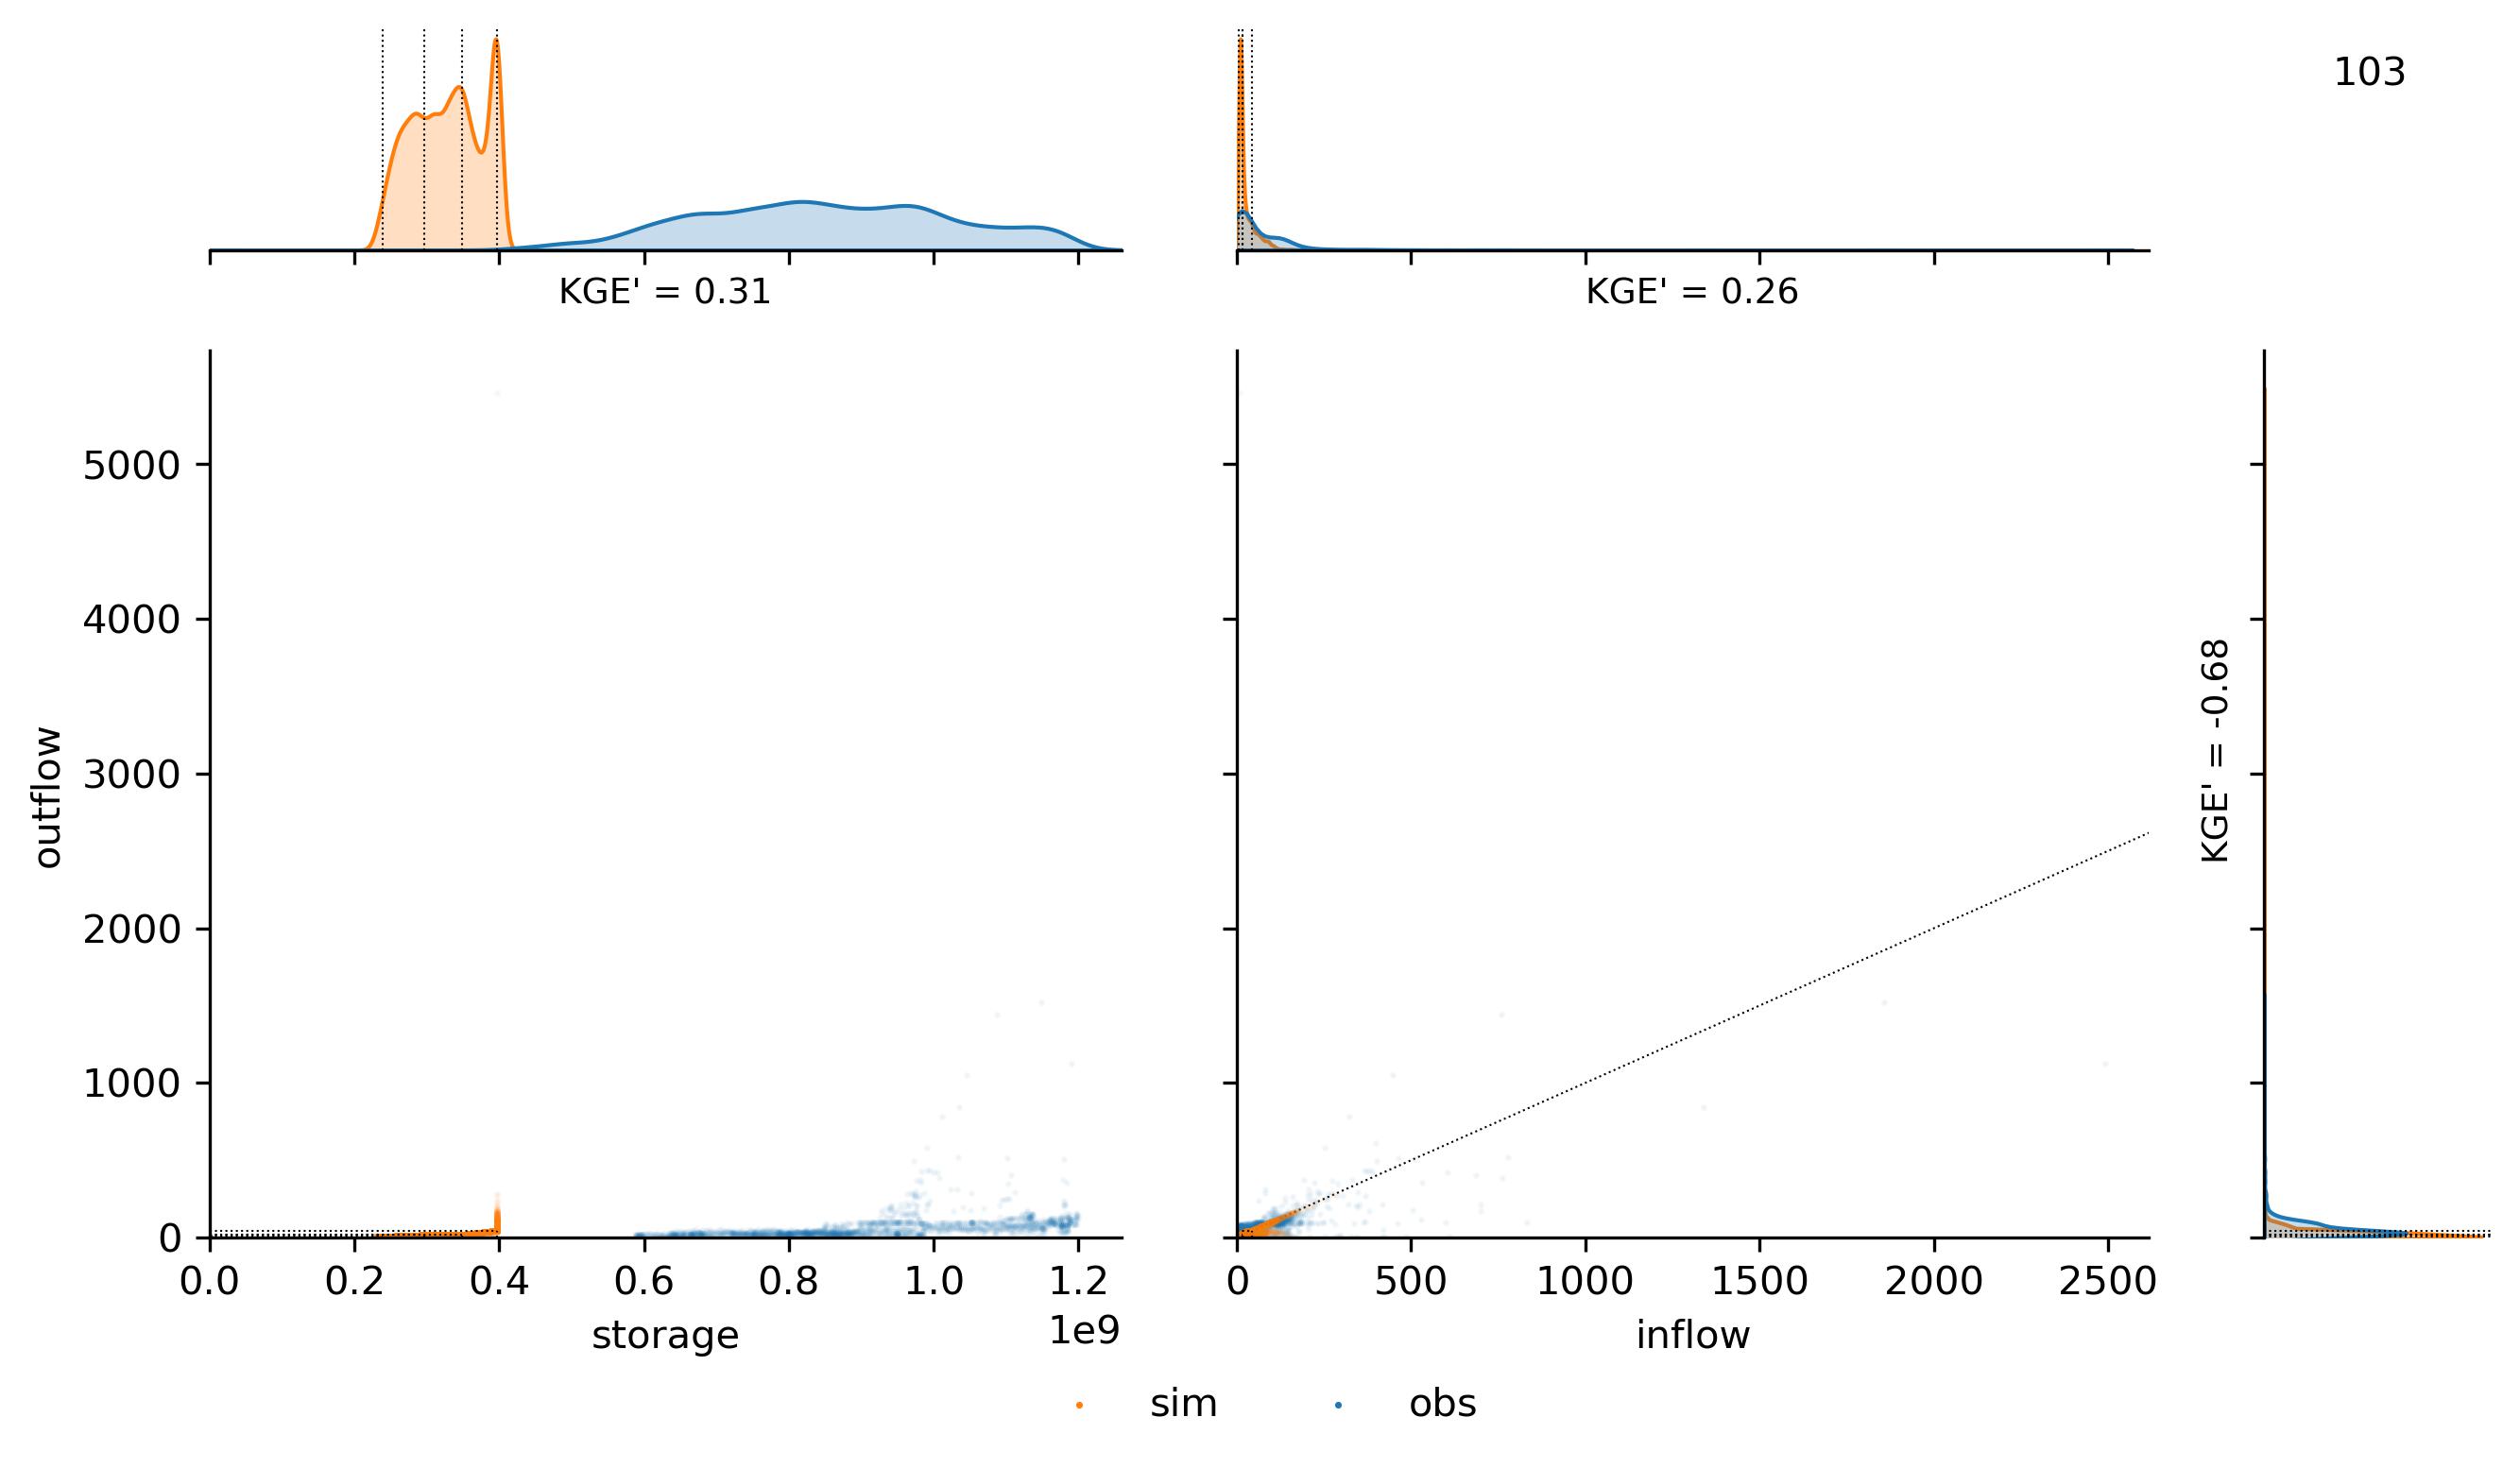 103
KGE' = 0.31
KGE' = 0.26
outflow
5000
4000
3000
2000
1000
0
KGE' = -0.68
0.0 0.2 0.4 0.6 0.8 1.0 1.2
1e9
storage
0 500 1000 1500 2000 2500
inflow
sim obs